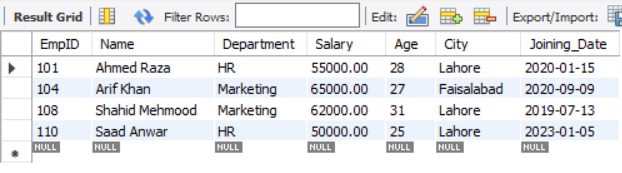 Result Grid Filter Rows: Edit: Export/Import:
EmpID Name Department Salary Age City Joining_Date
101 Ahmed Raza HR 55000.00 28 Lahore 2020-01-15
104 Arif Khan Marketing 65000.00 27 Faisalabad 2020-09-09
108 Shahid Mehmood Marketing 62000.00 31 Lahore 2019-07-13
110 Saad Anwar HR 50000.00 25 Lahore 2023-01-05
NULL NULL NULL NULL NULL NULL NULL